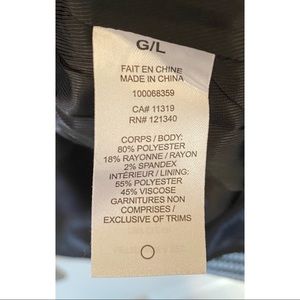 G/L
FAIT EN CHINE
MADE IN CHINA
100068359
CA# 11319
RN# 121340
CORPS / BODY:
80% POLYESTER
18% RAYONNE / RAYON
2% SPANDEX
INTÉRIEUR / LINING:
55% POLYESTER
45% VISCOSE
GARNITURES NON
COMPRISES /
EXCLUSIVE OF TRIMS